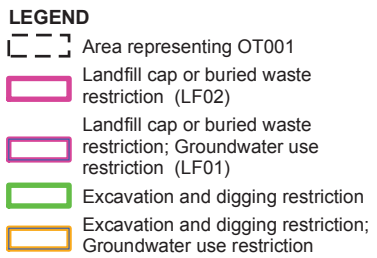 LEGEND
Area representing OT001
Landfill cap or buried waste
restriction (LF02)
Landfill cap or buried waste
restriction; Groundwater use
restriction (LF01)
Excavation and digging restriction
Excavation and digging restriction;
Groundwater use restriction